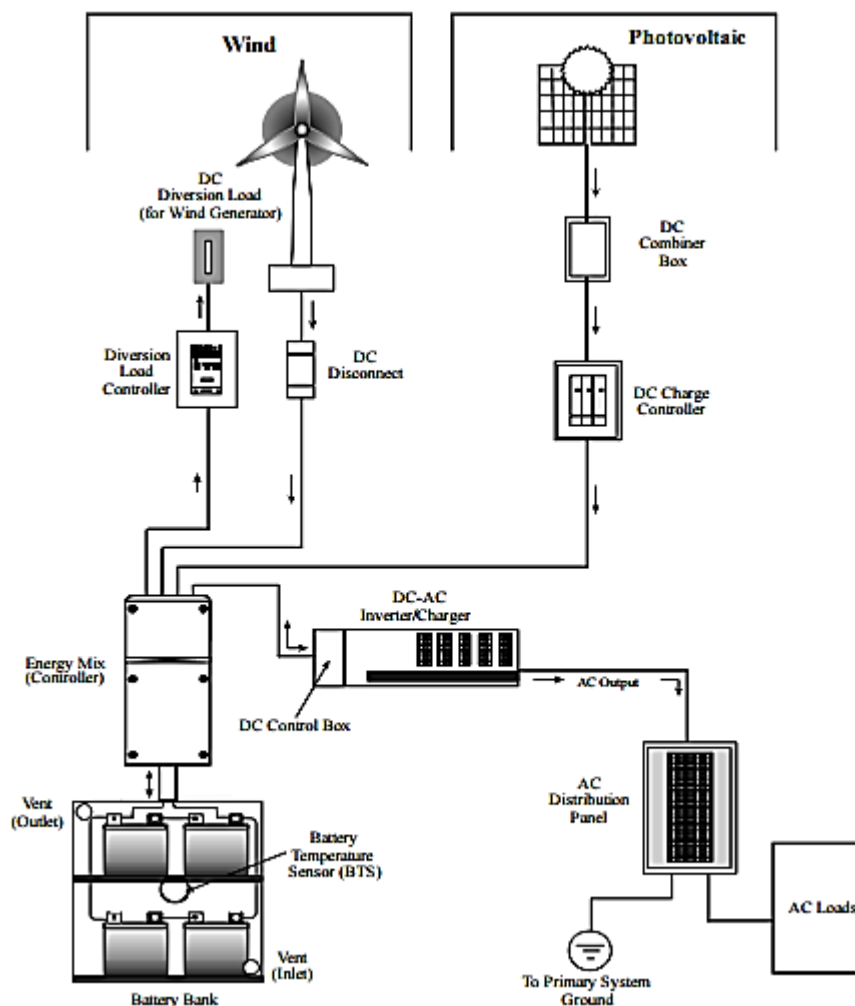 Wind
Photovoltaic
DC
Diversion Load
(for Wind Generator)
DC
Combiner
Box
Diversion
Load
Controller
DC
Disconnect
DC Charge
Controller
DC-AC
Inverter/Charger
Energy Mix
(Controller)
DC Control Box
AC Output
AC
Distribution
Panel
Vent
(Outlet)
Battery
Temperature
Sensor (BTS)
AC Loads
Vent
(Inlet)
To Primary System
Ground
Battery Bank